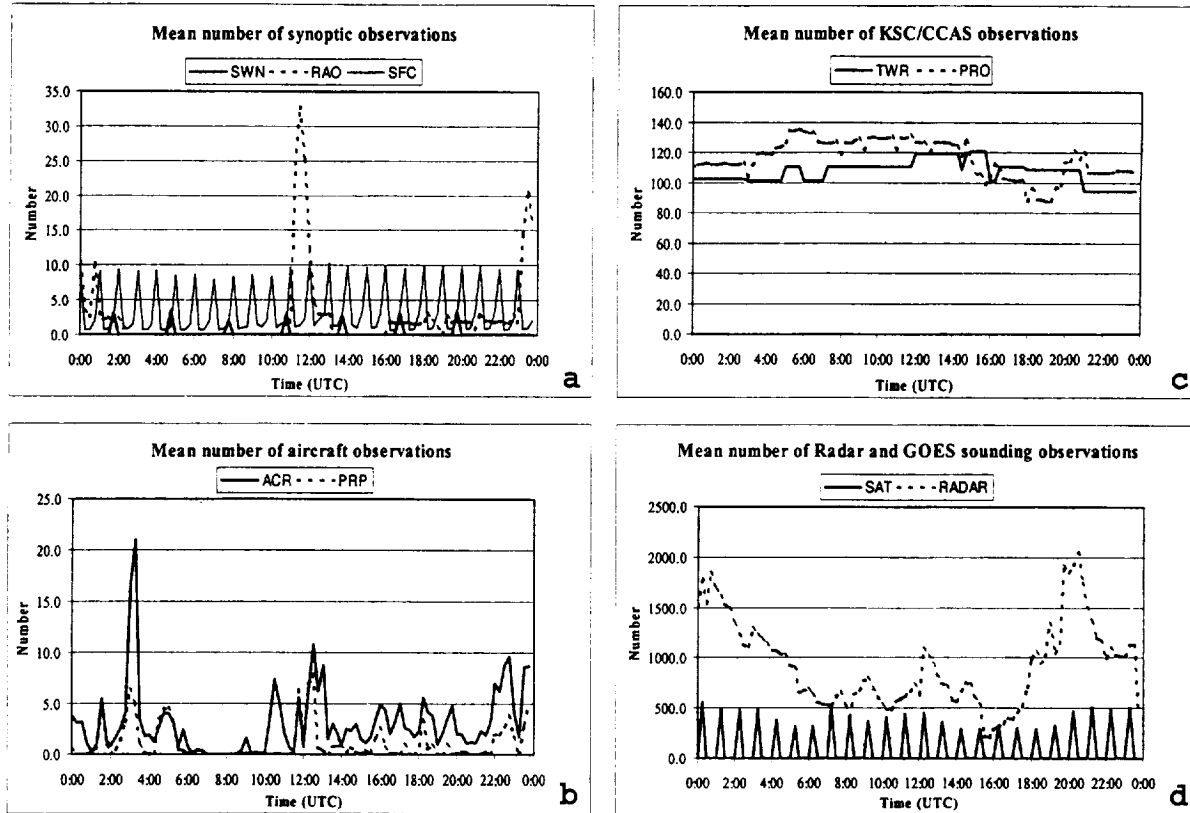 Mean number of synoptic observations
SWN RAO SFC
40.0
35.0
30.0
25.0
20.0
15.0
10.0
5.0
0.0
Number
0:00 2:00 4:00 6:00 8:00 10:00 12:00 14:00 16:00 18:00 20:00 22:00 0:00
Time (UTC)
a
Mean number of KSC/CCAS observations
TWR PRO
160.0
140.0
120.0
100.0
80.0
60.0
40.0
20.0
0.0
Number
0:00 2:00 4:00 6:00 8:00 10:00 12:00 14:00 16:00 18:00 20:00 22:00 0:00
Time (UTC)
c
Mean number of aircraft observations
ACR PRP
25.0
20.0
15.0
10.0
5.0
0.0
Number
0:00 2:00 4:00 6:00 8:00 10:00 12:00 14:00 16:00 18:00 20:00 22:00 0:00
Time (UTC)
b
Mean number of Radar and GOES sounding observations
SAT RADAR
2500.0
2000.0
1500.0
1000.0
500.0
0.0
Number
0:00 2:00 4:00 6:00 8:00 10:00 12:00 14:00 16:00 18:00 20:00 22:00 0:00
Time (UTC)
d